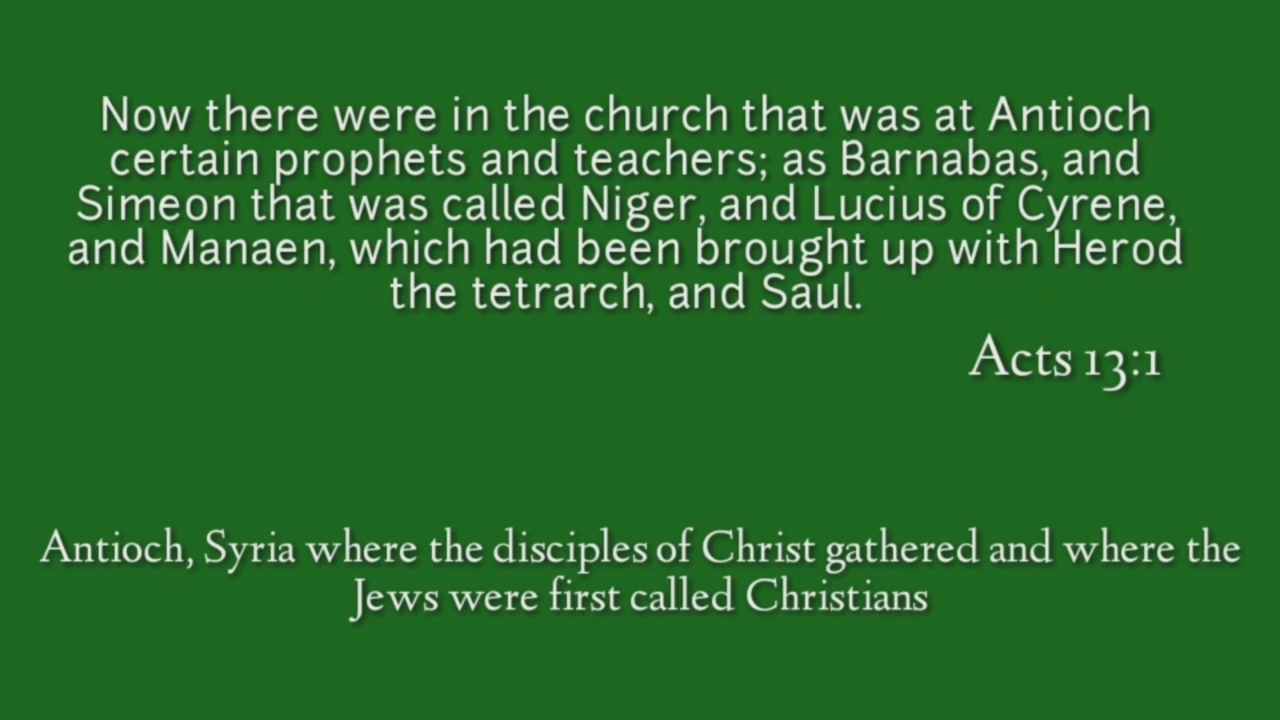 Now there were in the church that was at Antioch
certain prophets and teachers; as Barnabas, and
Simeon that was called Niger, and Lucius of Cyrene,
and Manaen, which had been brought up with Herod
the tetrarch, and Saul.
Acts 13:1
Antioch, Syria where the disciples of Christ gathered and where the
Jews were first called Christians